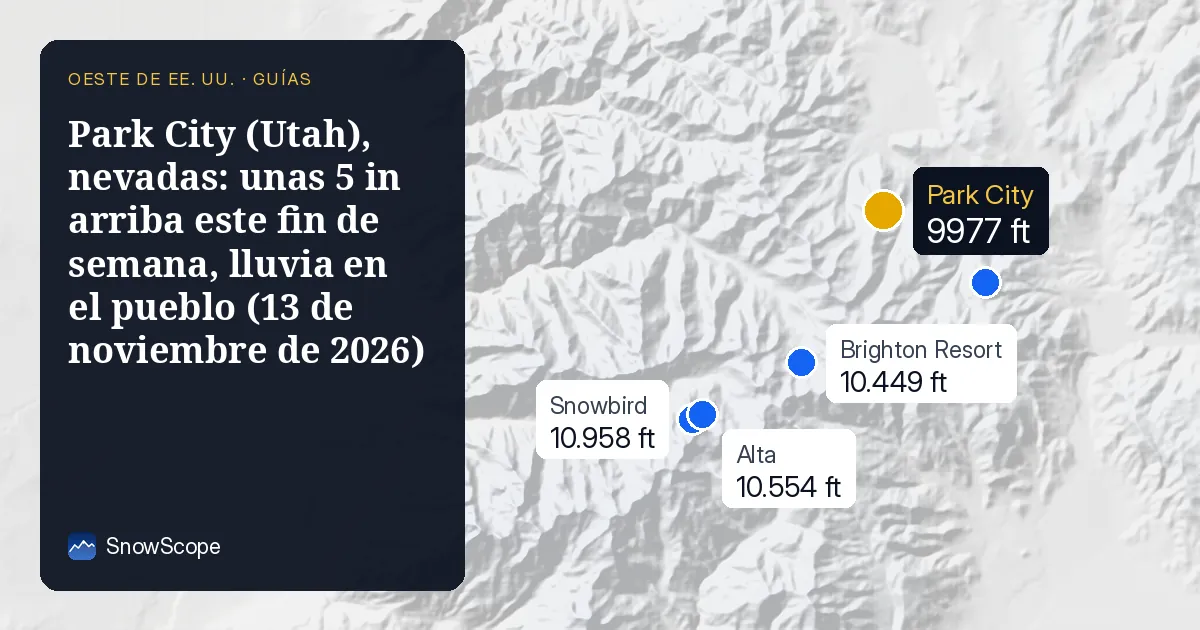 OESTE DE EE. UU. · GUÍAS
Park City (Utah),
nevadas: unas 5 in
arriba este fin de
semana, lluvia en
el pueblo (13 de
noviembre de 2026)
SnowScope
Park City
9977 ft
Brighton Resort
10.449 ft
Snowbird
10.958 ft
Alta
10.554 ft